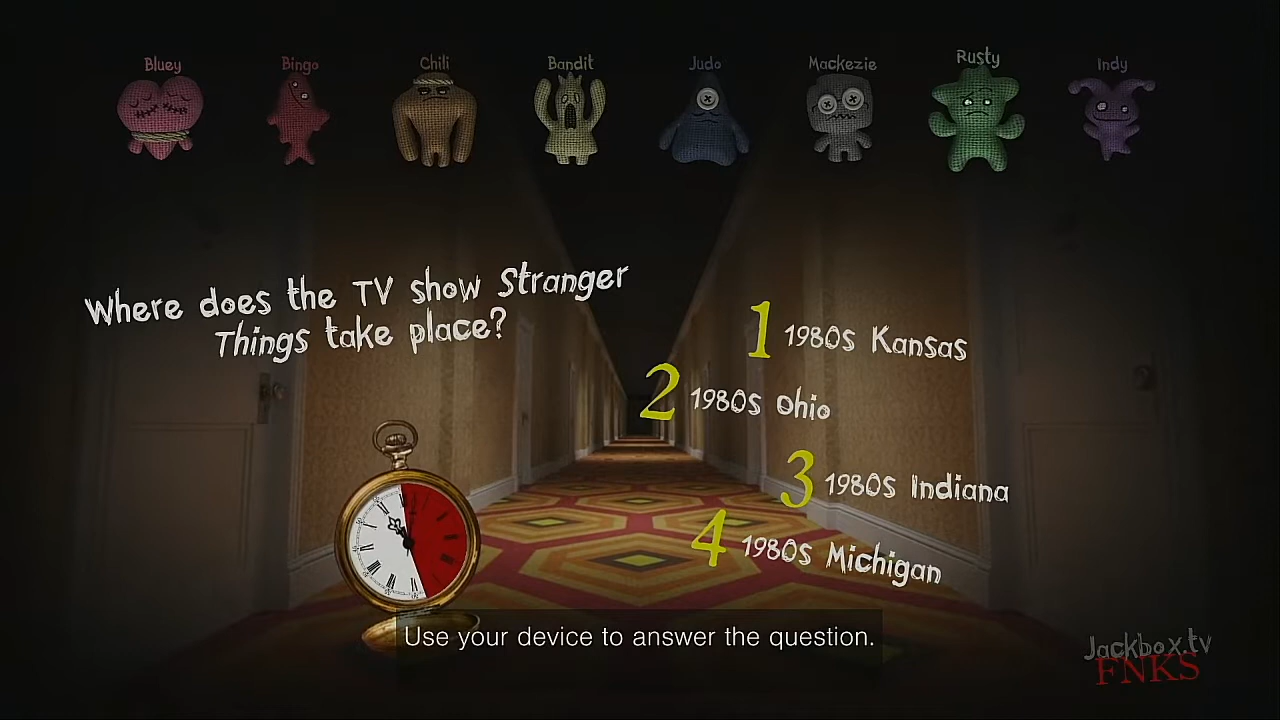 Bluey
Bingo
Chili
Bandit
Judo
Mackezie
Rusty
Indy
Where does the TV show Stranger
Things take place?
1 1980s Kansas
2 1980s Ohio
3 1980s Indiana
4 1980s Michigan
Use your device to answer the question.
Jackbox.tv
FNKS